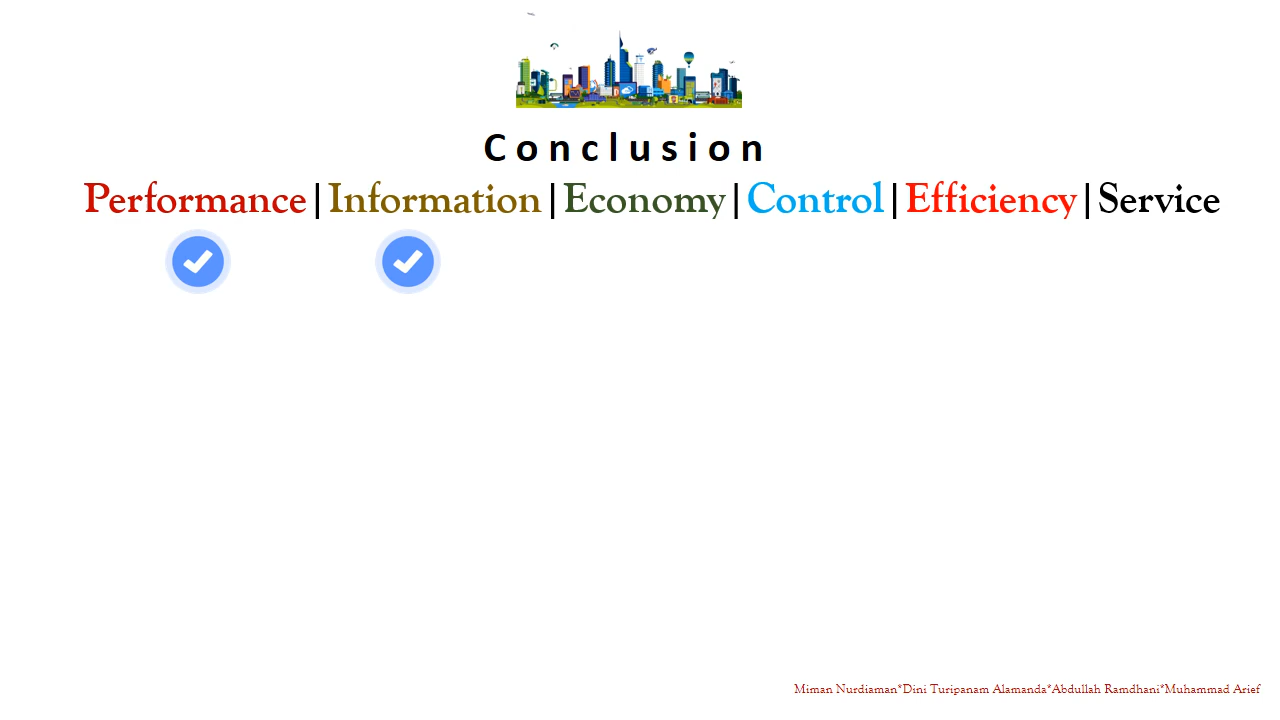 Conclusion
Performance|Information|Economy|Control|Efficiency|Service
Miman Nurdiaman*Dini Turipanam Alamanda*Abdullah Ramdhani*Muhammad Arief